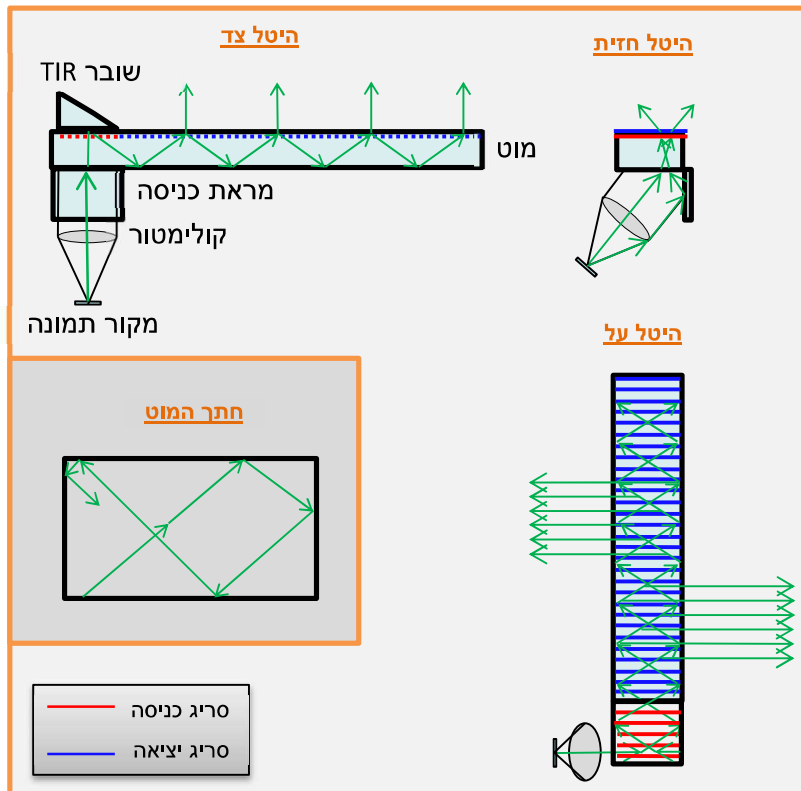 היטל צד
היטל חזית
שובר TIR
מוט
מראת כניסה
קולימטור
מקור תמונה
היטל על
חתך המוט
סריג כניסה
סריג יציאה